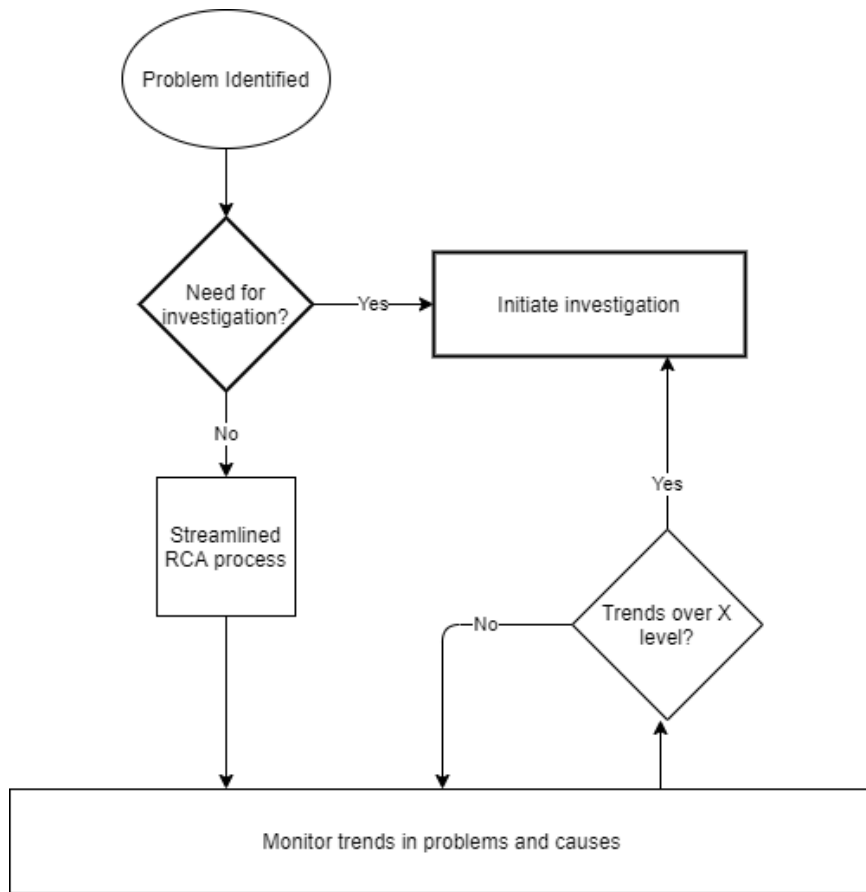 Problem Identified
Need for
investigation?
Yes
Initiate investigation
No
Streamlined
RCA process
Yes
Trends over X
level?
No
Monitor trends in problems and causes